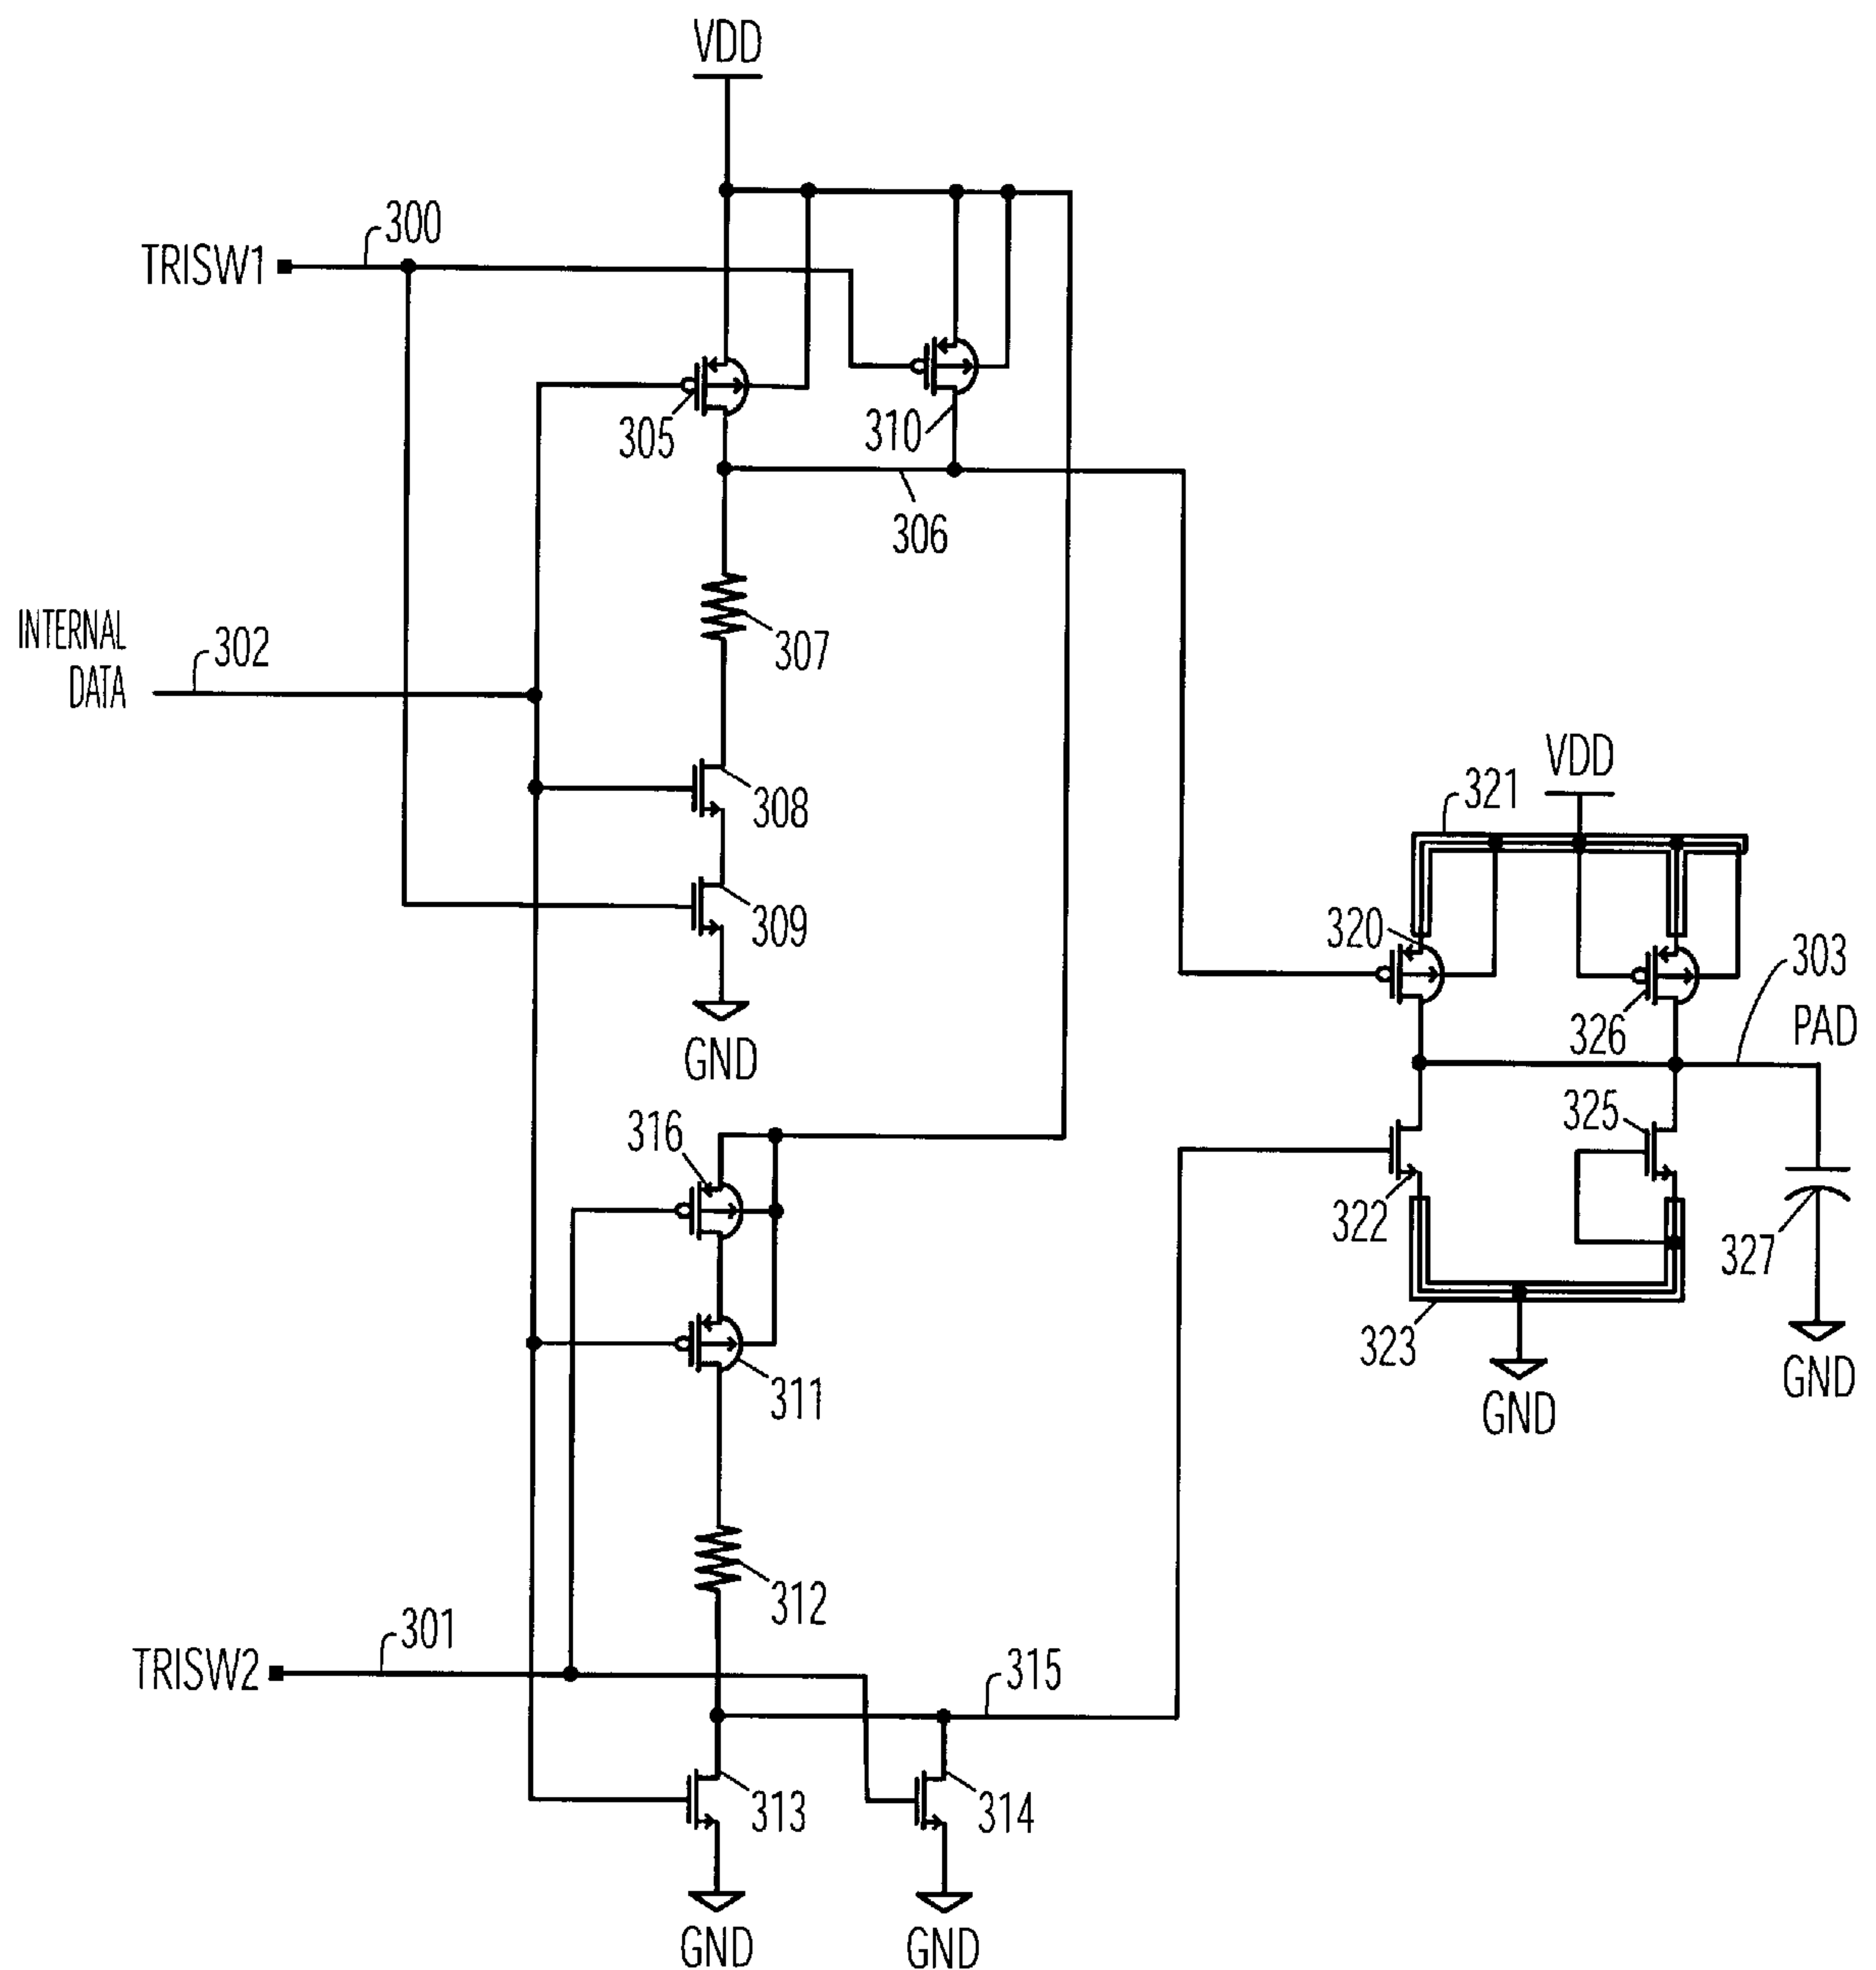 VDD
300
TRISW1
305
310
306
INTERNAL
DATA
302
307
308
309
GND
VDD
321
320
326
303
PAD
316
325
322
327
311
323
GND
GND
312
TRISW2
301
315
313
314
GND
GND